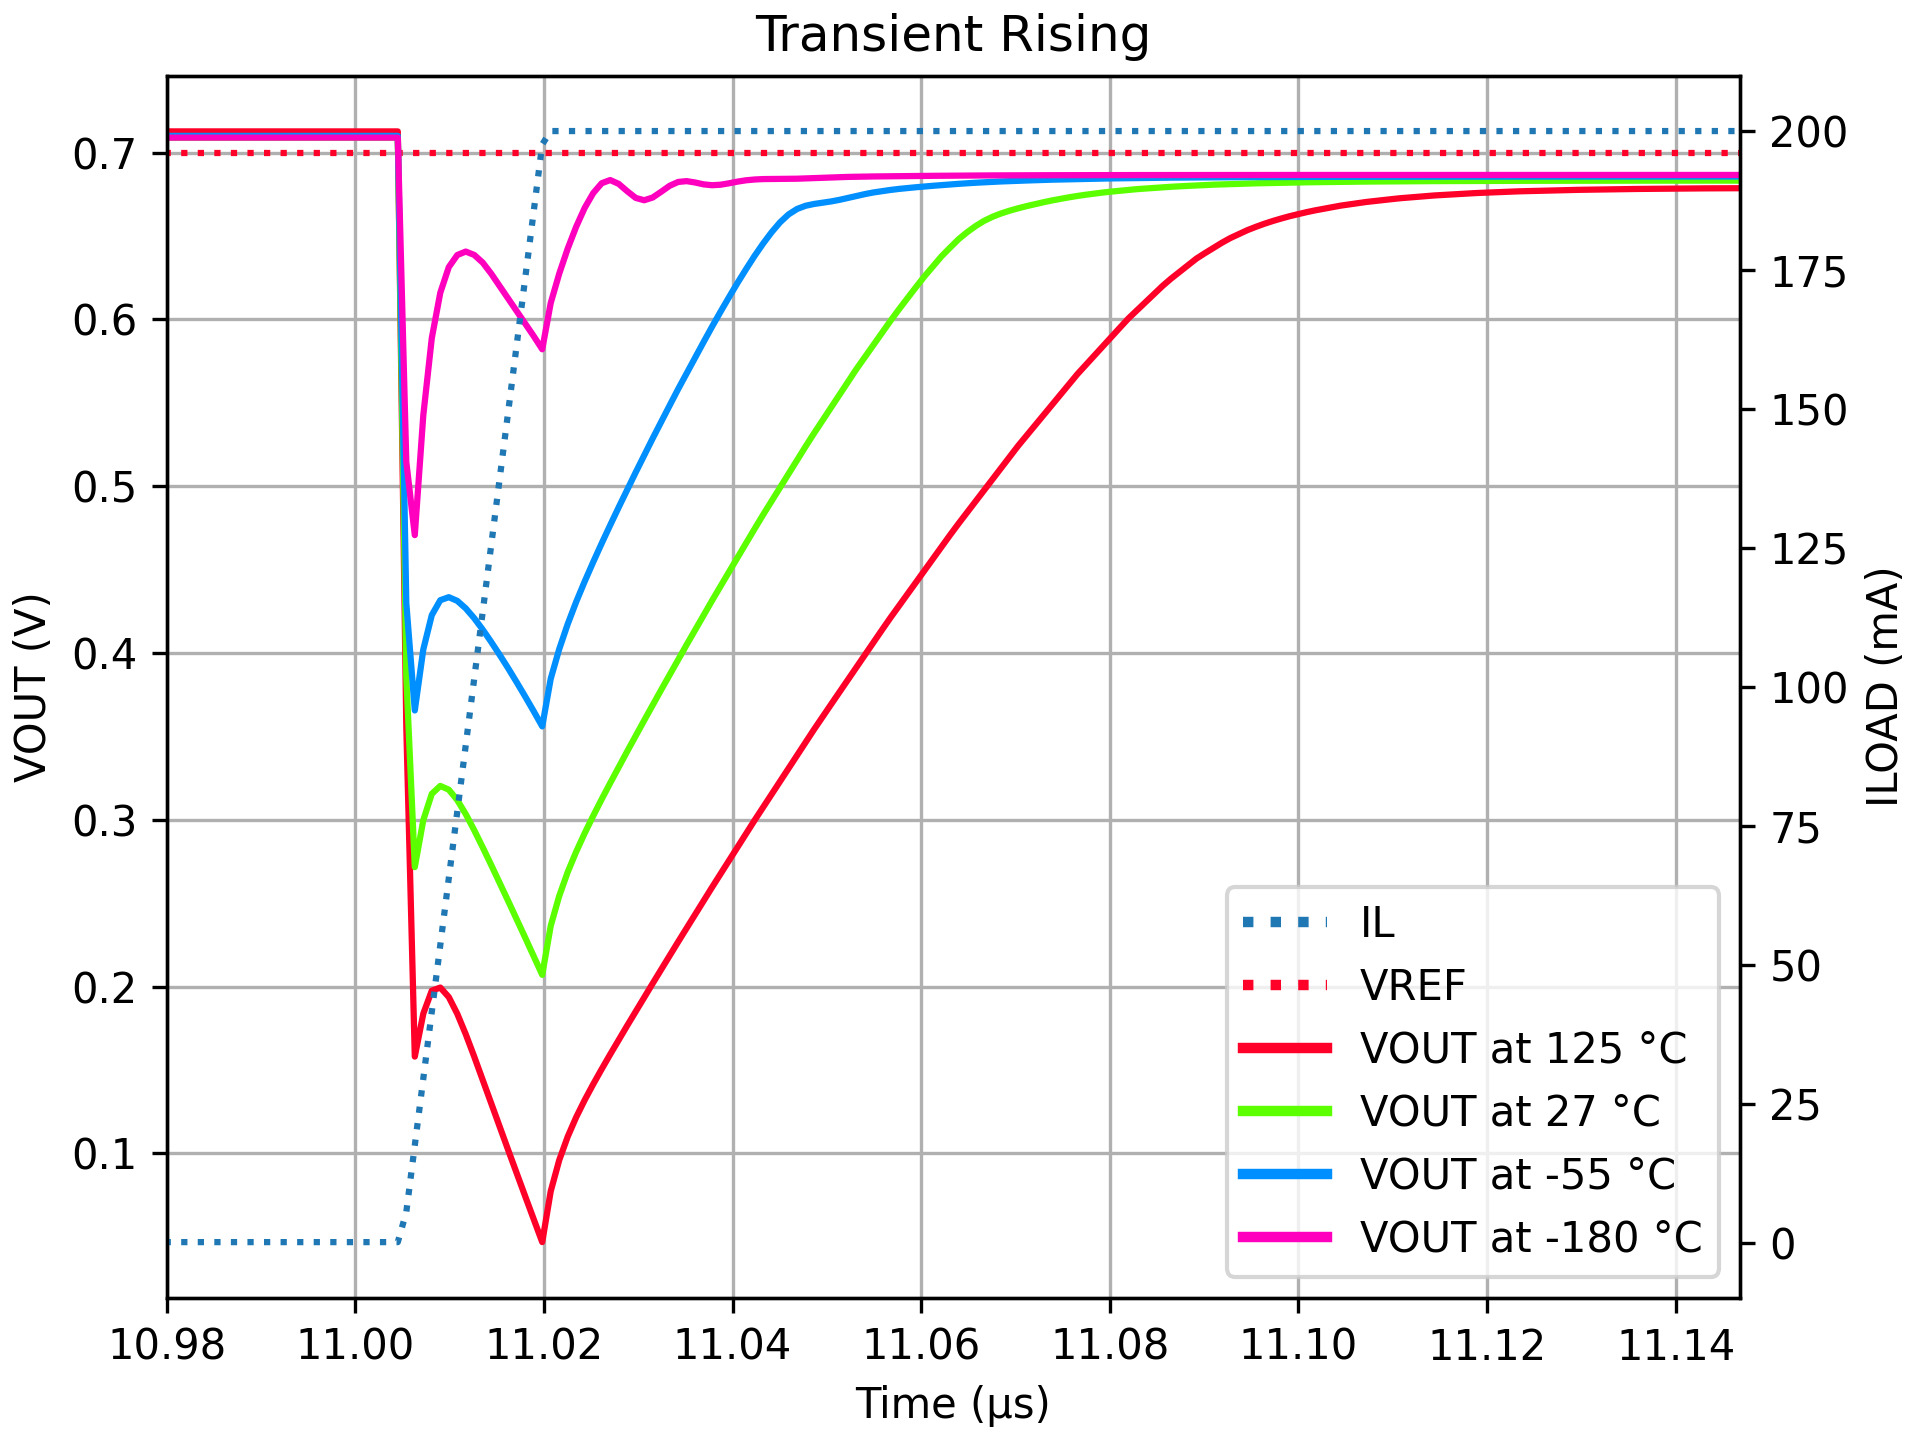 Transient Rising
VOUT (V)
0.7
0.6
0.5
0.4
0.3
0.2
0.1
200
175
150
125
100
75
50
25
0
ILOAD (mA)
IL
VREF
VOUT at 125 °C
VOUT at 27 °C
VOUT at -55 °C
VOUT at -180 °C
10.98 11.00 11.02 11.04 11.06 11.08 11.10 11.12 11.14
Time (µs)